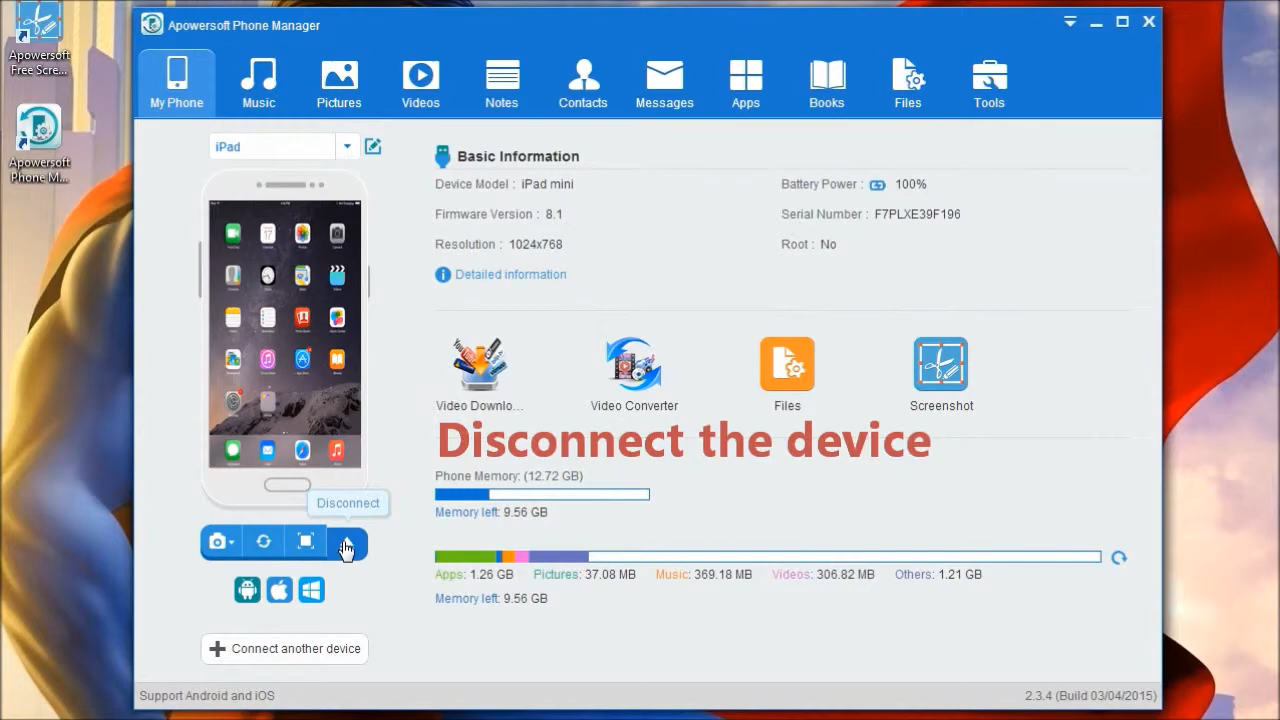 Apowersoft
Free Scre...
Apowersoft
Phone M...
Apowersoft Phone Manager
My Phone
Music
Pictures
Videos
Notes
Contacts
Messages
Apps
Books
Files
Tools
iPad
Disconnect
Connect another device
Basic Information
Device Model : iPad mini
Battery Power : 100%
Firmware Version : 8.1
Serial Number : F7PLXE39F196
Resolution : 1024x768
Root : No
Detailed information
Video Downlo...
Video Converter
Files
Screenshot
Disconnect the device
Phone Memory: (12.72 GB)
Memory left: 9.56 GB
Apps: 1.26 GB Pictures: 37.08 MB Music: 369.18 MB Videos: 306.82 MB Others: 1.21 GB
Memory left: 9.56 GB
Support Android and iOS
2.3.4 (Build 03/04/2015)